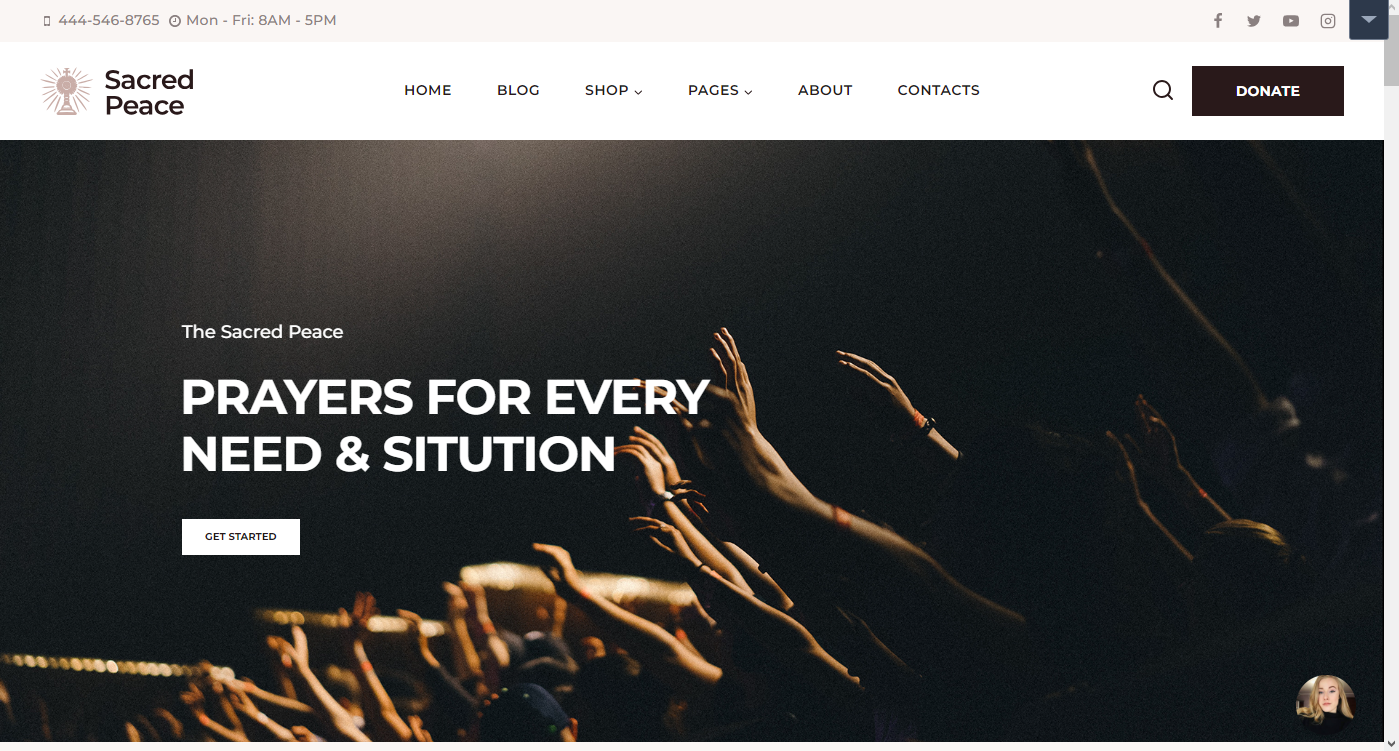 444-546-8765 Mon - Fri: 8AM - 5PM
Sacred
Peace
HOME BLOG SHOP PAGES ABOUT CONTACTS
DONATE
The Sacred Peace
PRAYERS FOR EVERY
NEED & SITUTION
GET STARTED